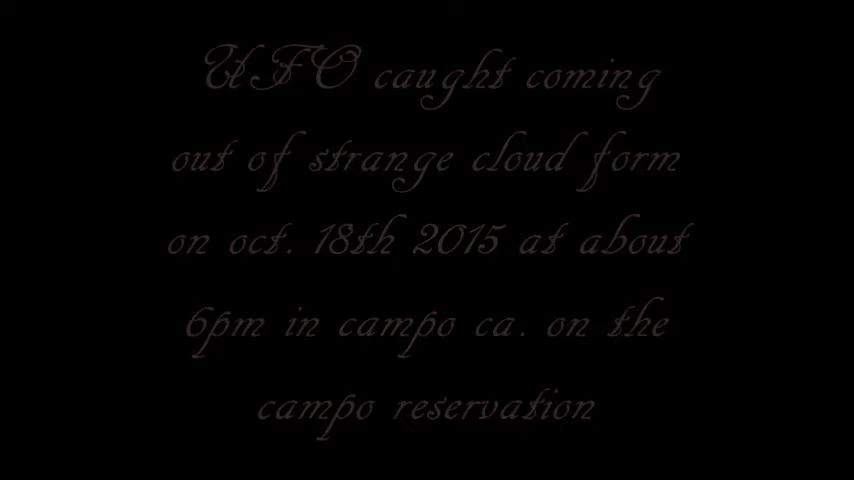 UFO caught coming
out of strange cloud form
on oct. 18th 2015 at about
6pm in campo ca. on the
campo reservation